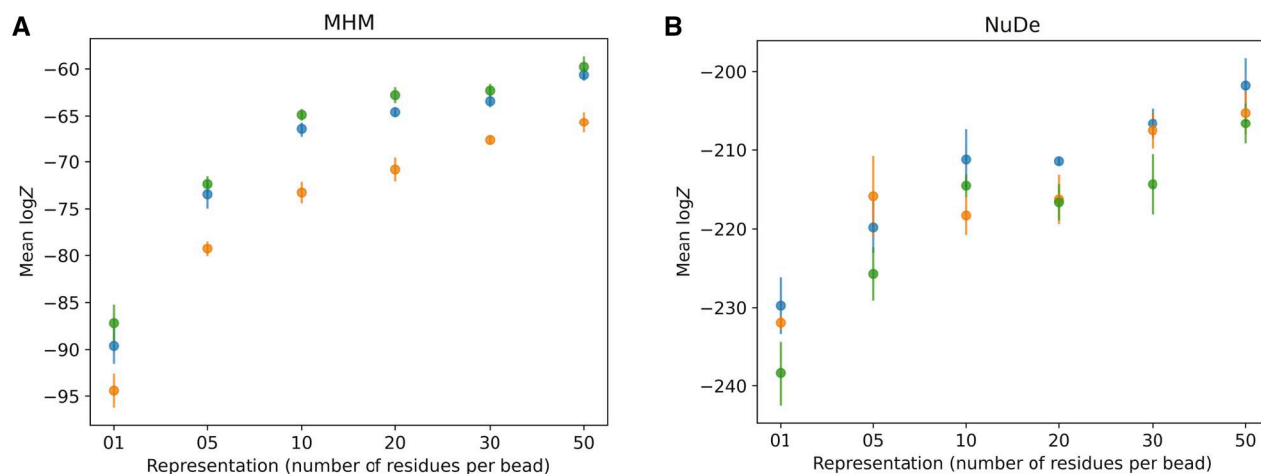 A
MHM
−60
−65
−70
−75
−80
−85
−90
−95
Mean logZ
01 05 10 20 30 50
Representation (number of residues per bead)
B
NuDe
−200
−210
−220
−230
−240
Mean logZ
01 05 10 20 30 50
Representation (number of residues per bead)